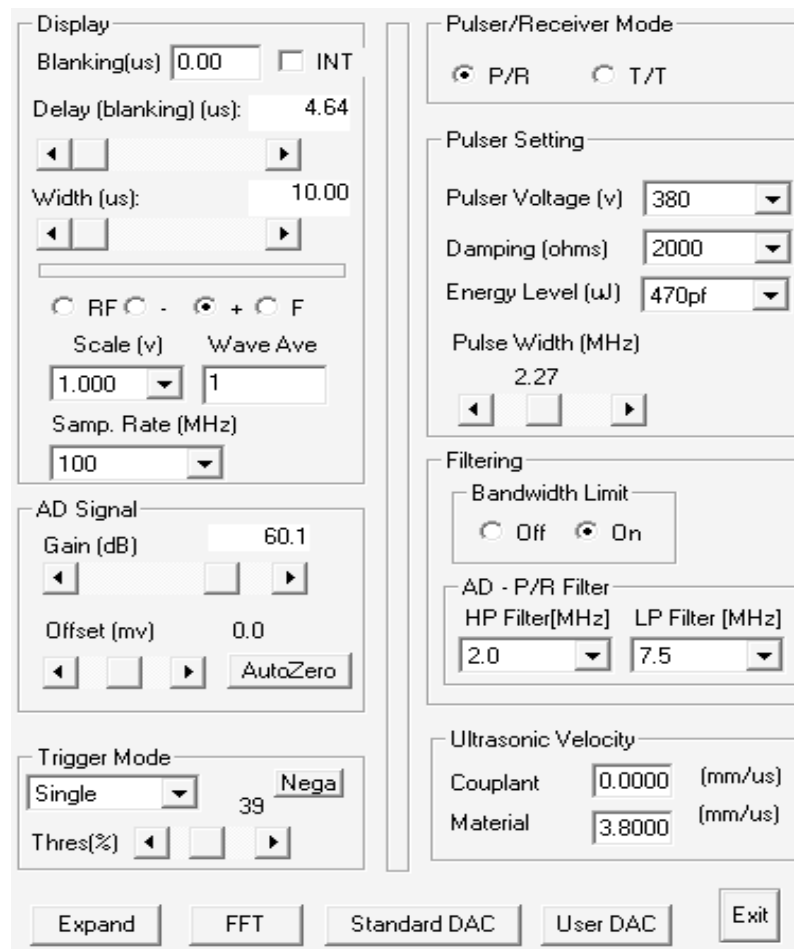 Display
Blanking(us) 0.00 INT
Delay (blanking) (us): 4.64
Width (us): 10.00
RF - + F
Scale (v) Wave Ave
1.000 1
Samp. Rate (MHz)
100
AD Signal
Gain (dB) 60.1
Offset (mv) 0.0
AutoZero
Trigger Mode
Single 39 Nega
Thres(%)
Pulser/Receiver Mode
P/R T/T
Pulser Setting
Pulser Voltage (v) 380
Damping (ohms) 2000
Energy Level (uJ) 470pf
Pulse Width (MHz)
2.27
Filtering
Bandwidth Limit
Off On
AD - P/R Filter
HP Filter[MHz] LP Filter [MHz]
2.0 7.5
Ultrasonic Velocity
Couplant 0.0000 (mm/us)
Material 3.8000 (mm/us)
Expand FFT Standard DAC User DAC Exit